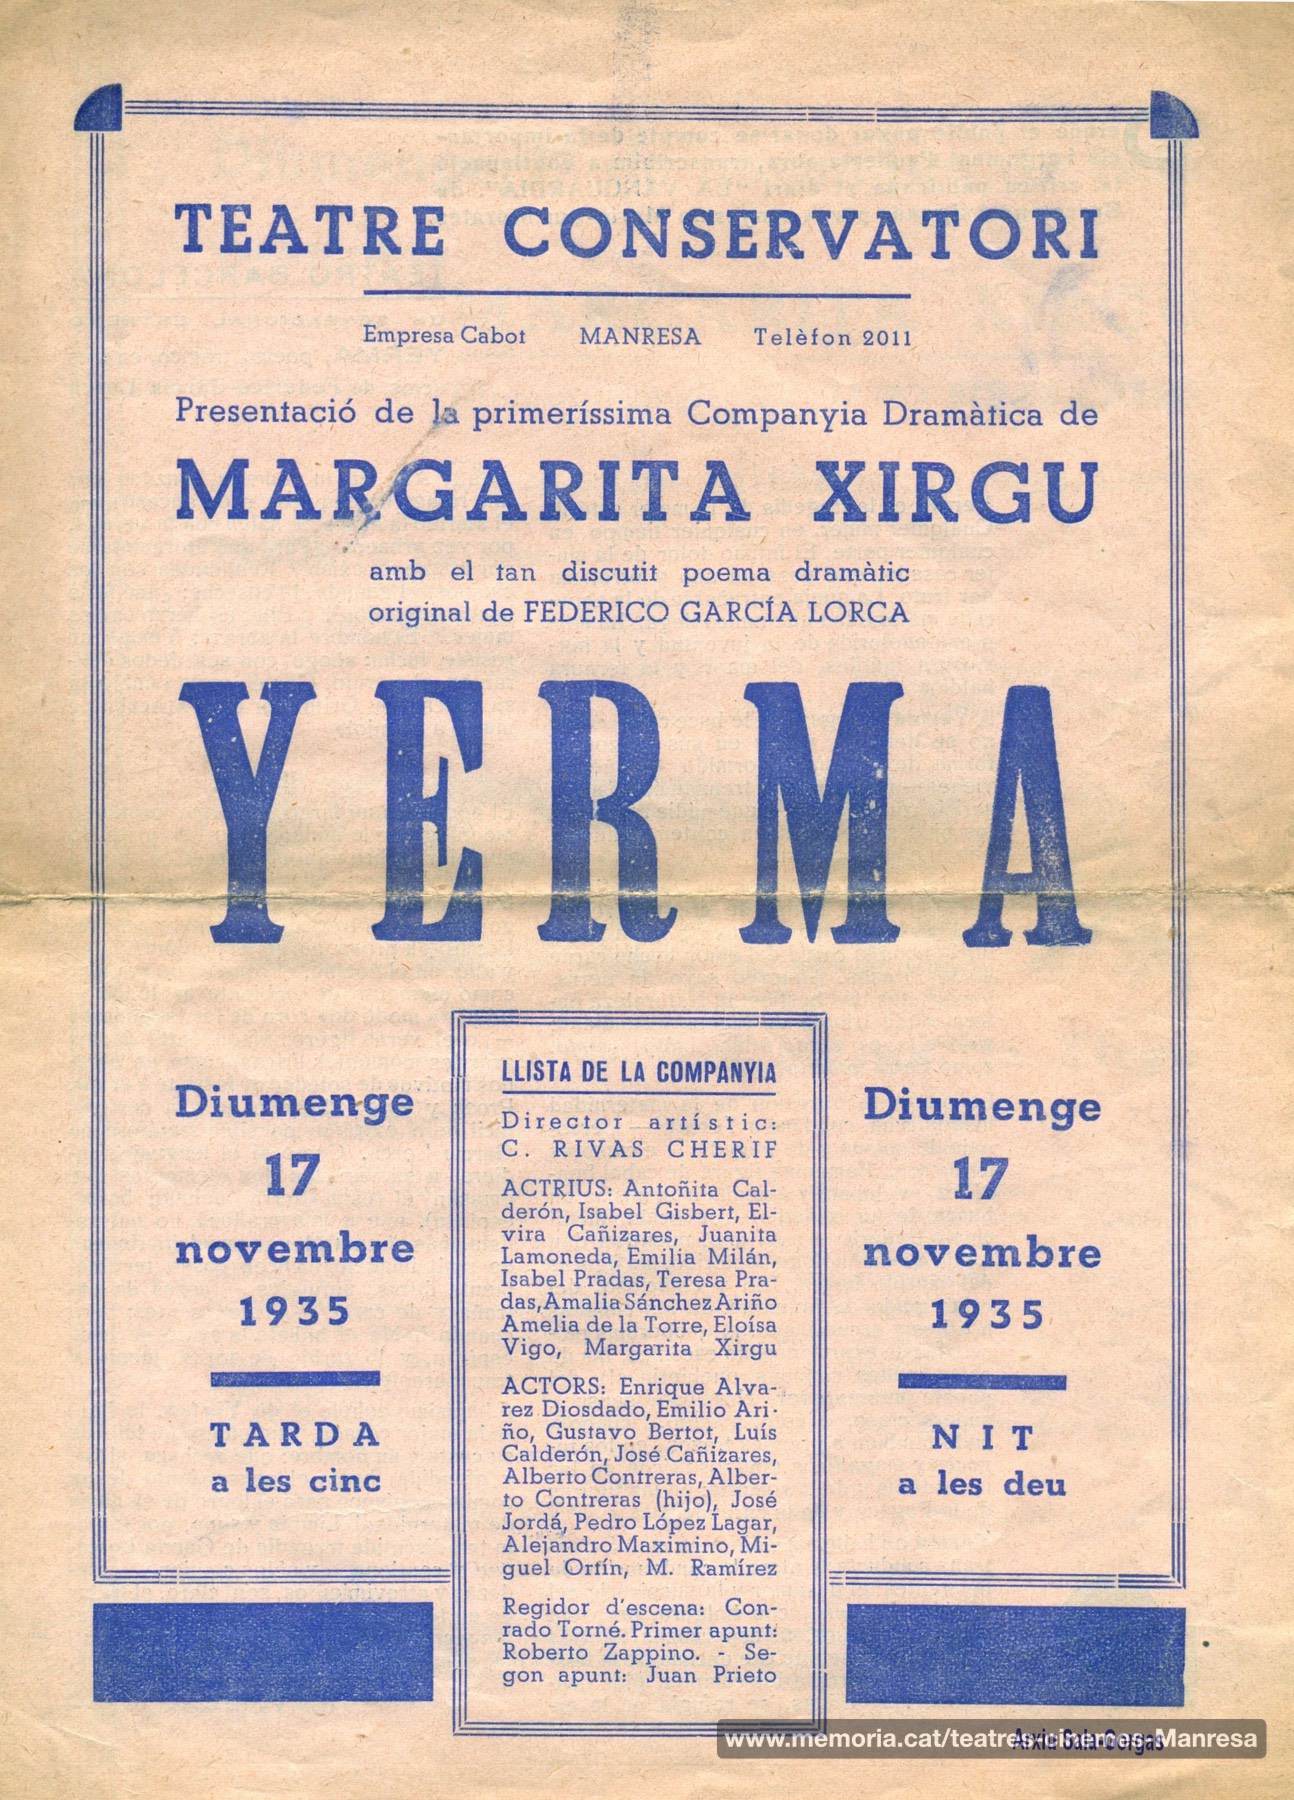 TEATRE CONSERVATORI
Empresa Cabot MANRESA Telèfon 2011
Presentació de la primeríssima Companyia Dramàtica de
MARGARITA XIRGU
amb el tan discutit poema dramàtic
original de FEDERICO GARCÍA LORCA
YERMA
Diumenge
17
novembre
1935
TARDA
a les cinc
LLISTA DE LA COMPANYIA
Director artístic:
C. RIVAS CHERIF
ACTRIUS: Antoñita Cal-
derón, Isabel Gisbert, El-
vira Cañizares, Juanita
Lamoneda, Emilia Milán,
Isabel Pradas, Teresa Pra-
das, Amalia Sánchez Ariño
Amelia de la Torre, Eloísa
Vigo, Margarita Xirgu
ACTORS: Enrique Alva-
rez Diosdado, Emilio Ari-
ño, Gustavo Bertot, Luís
Calderón, José Cañizares,
Alberto Contreras, Alber-
to Contreras (hijo), José
Jordá, Pedro López Lagar,
Alejandro Maximino, Mi-
guel Ortín, M. Ramírez
Regidor d'escena: Con-
rado Torné. Primer apunt:
Roberto Zappino. - Se-
gon apunt: Juan Prieto
Diumenge
17
novembre
1935
NIT
a les deu
www.memoria.cat/teatres-cinemes-Manresa
Arxiu